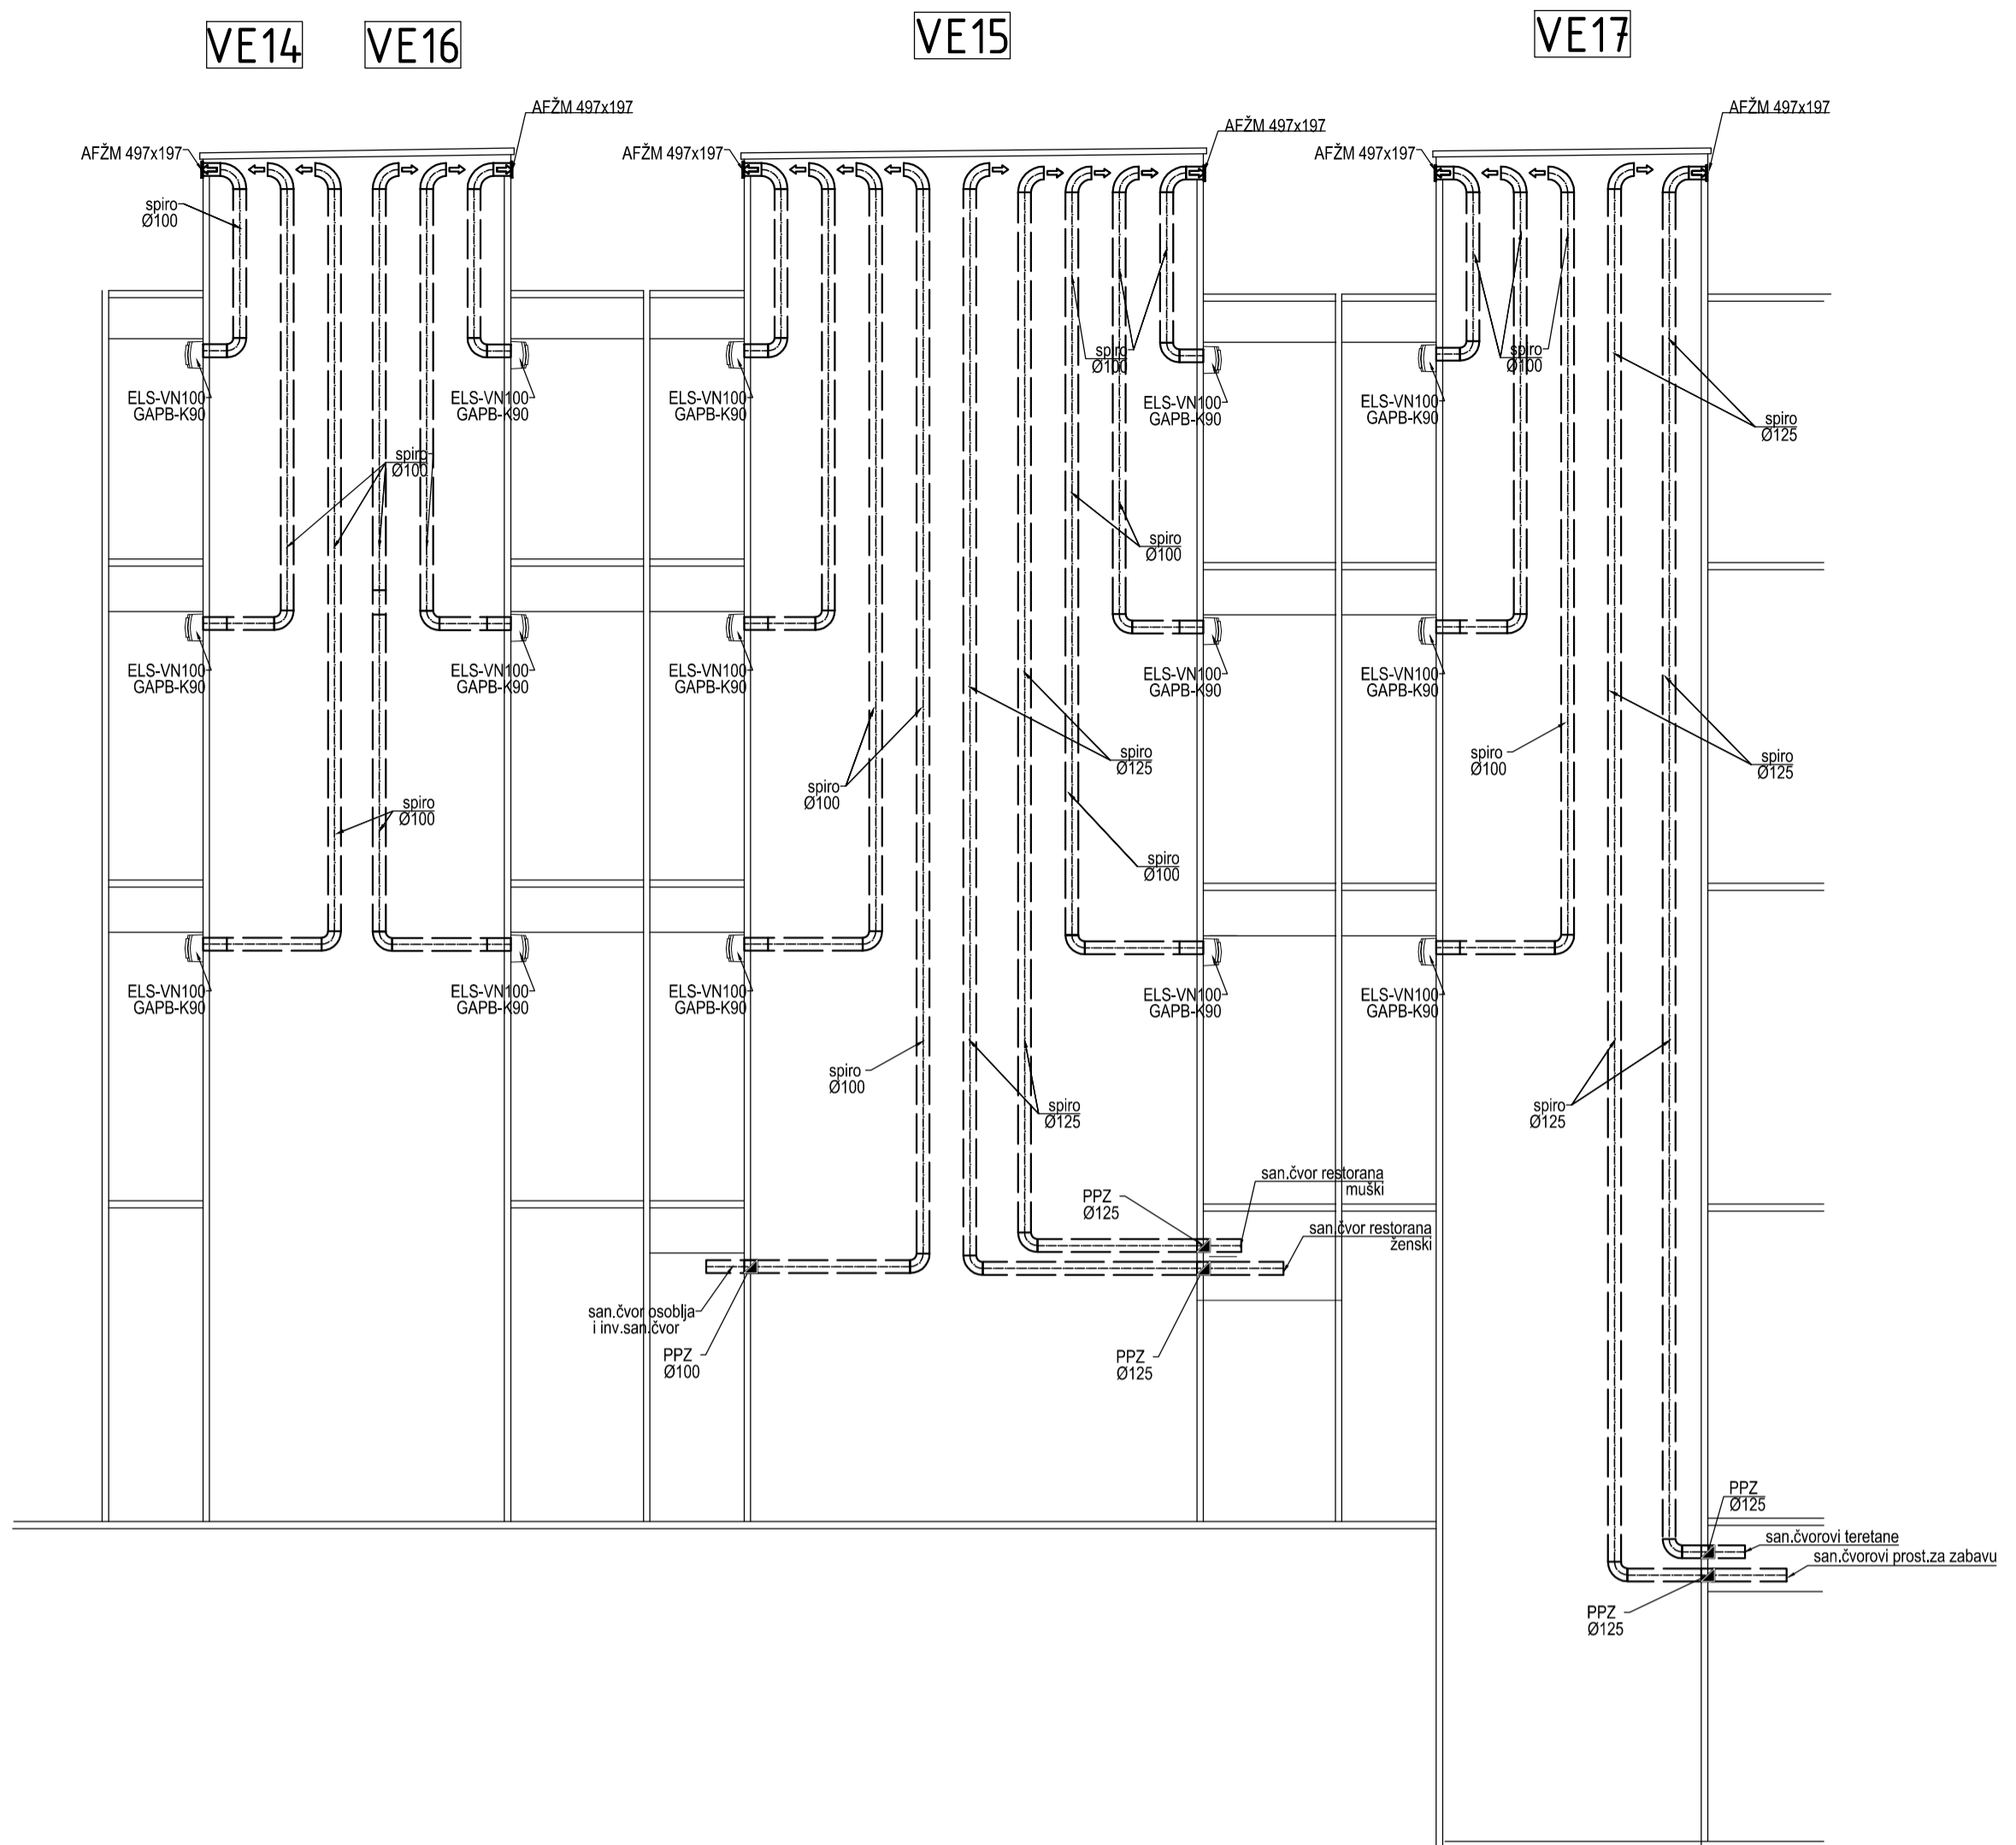 VE14
VE16
VE15
VE17
AFŽM 497x197
AFŽM 497x197
AFŽM 497x197
AFŽM 497x197
AFŽM 497x197
AFŽM 497x197
spiro
Ø100
spiro
Ø100
spiro
Ø100
ELS-VN100
GAPB-K90
ELS-VN100
GAPB-K90
ELS-VN100
GAPB-K90
ELS-VN100
GAPB-K90
ELS-VN100
GAPB-K90
spiro
Ø125
spiro
Ø100
spiro
Ø100
ELS-VN100
GAPB-K90
ELS-VN100
GAPB-K90
ELS-VN100
GAPB-K90
ELS-VN100
GAPB-K90
ELS-VN100
GAPB-K90
spiro
Ø125
spiro
Ø100
spiro
Ø125
spiro
Ø100
spiro
Ø100
spiro
Ø100
ELS-VN100
GAPB-K90
ELS-VN100
GAPB-K90
ELS-VN100
GAPB-K90
ELS-VN100
GAPB-K90
ELS-VN100
GAPB-K90
spiro
Ø100
spiro
Ø125
spiro
Ø125
san.čvor restorana
muški
PPZ
Ø125
san.čvor restorana
ženski
san.čvor osoblja
i inv.san.čvor
PPZ
Ø100
PPZ
Ø125
PPZ
Ø125
san.čvorovi teretane
san.čvorovi prost.za zabavu
PPZ
Ø125